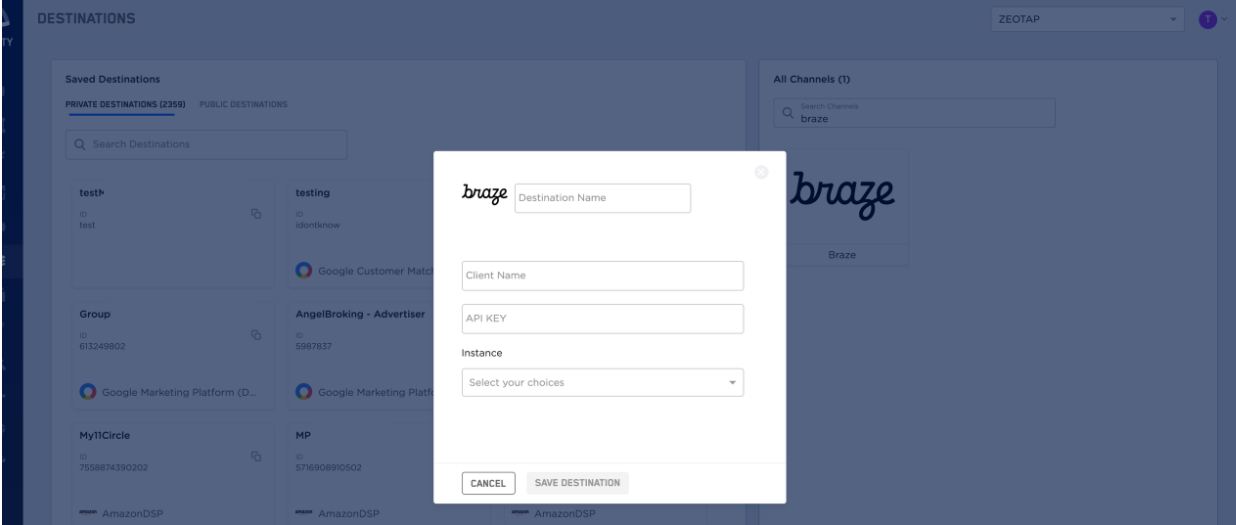 DESTINATIONS
ZEOTAP
T
TY
Saved Destinations
PRIVATE DESTINATIONS (2359) PUBLIC DESTINATIONS
Search Destinations
test
ID
test
testing
ID
identknow
Google Customer Match
Group
ID
613249802
Google Marketing Platform (D...
AngelBroking - Advertiser
ID
5987837
Google Marketing Platfo
My11Circle
ID
7558874390202
AmazonDSP
MP
ID
5716908910502
AmazonDSP
AmazonDSP
braze
Destination Name
Client Name
API KEY
Instance
Select your choices
CANCEL
SAVE DESTINATION
All Channels (1)
Search Channels
braze
braze
Braze